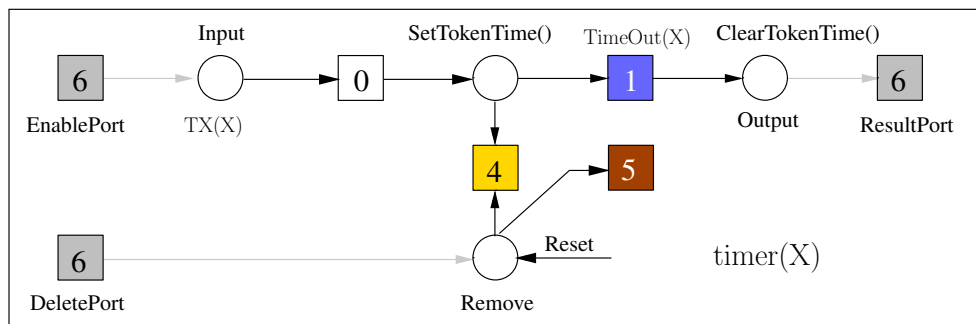 Input
SetTokenTime()
TimeOut(X)
ClearTokenTime()
6
0
1
6
EnablePort
TX(X)
Output
ResultPort
4
5
6
Reset
timer(X)
DeletePort
Remove